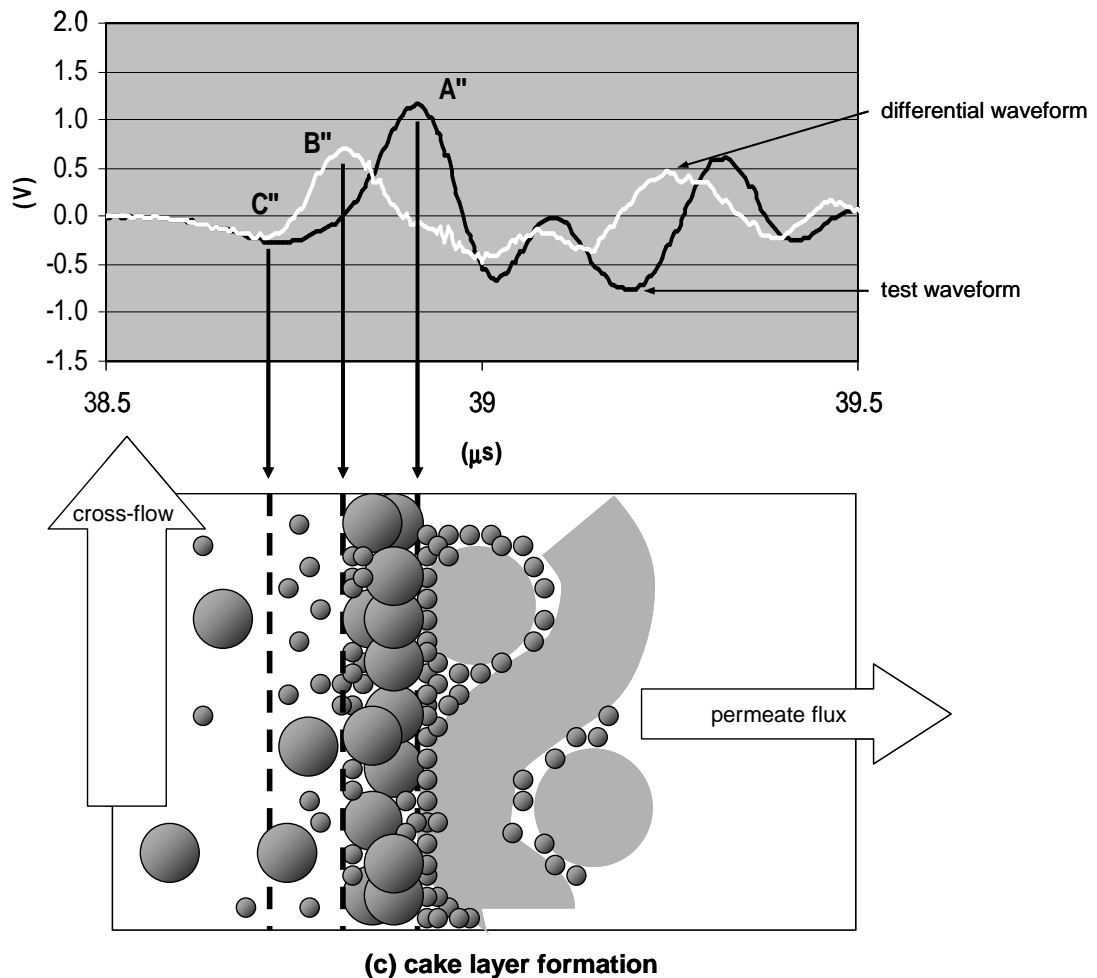 2.0
1.5
1.0
0.5
0.0
-0.5
-1.0
-1.5
(V)
A"
B"
C"
differential waveform
test waveform
38.5
39
39.5
(μs)
cross-flow
permeate flux
(c) cake layer formation